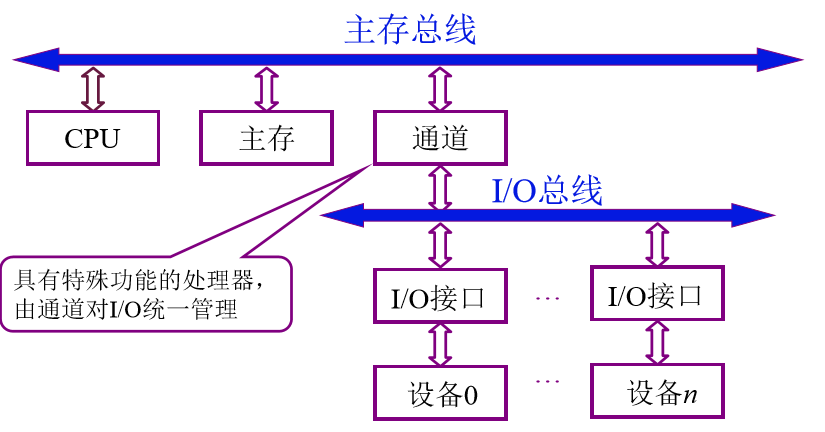 主存总线
CPU
主存
通道
I/O总线
具有特殊功能的处理器，
由通道对I/O统一管理
I/O接口
…
I/O接口
设备0
…
设备n